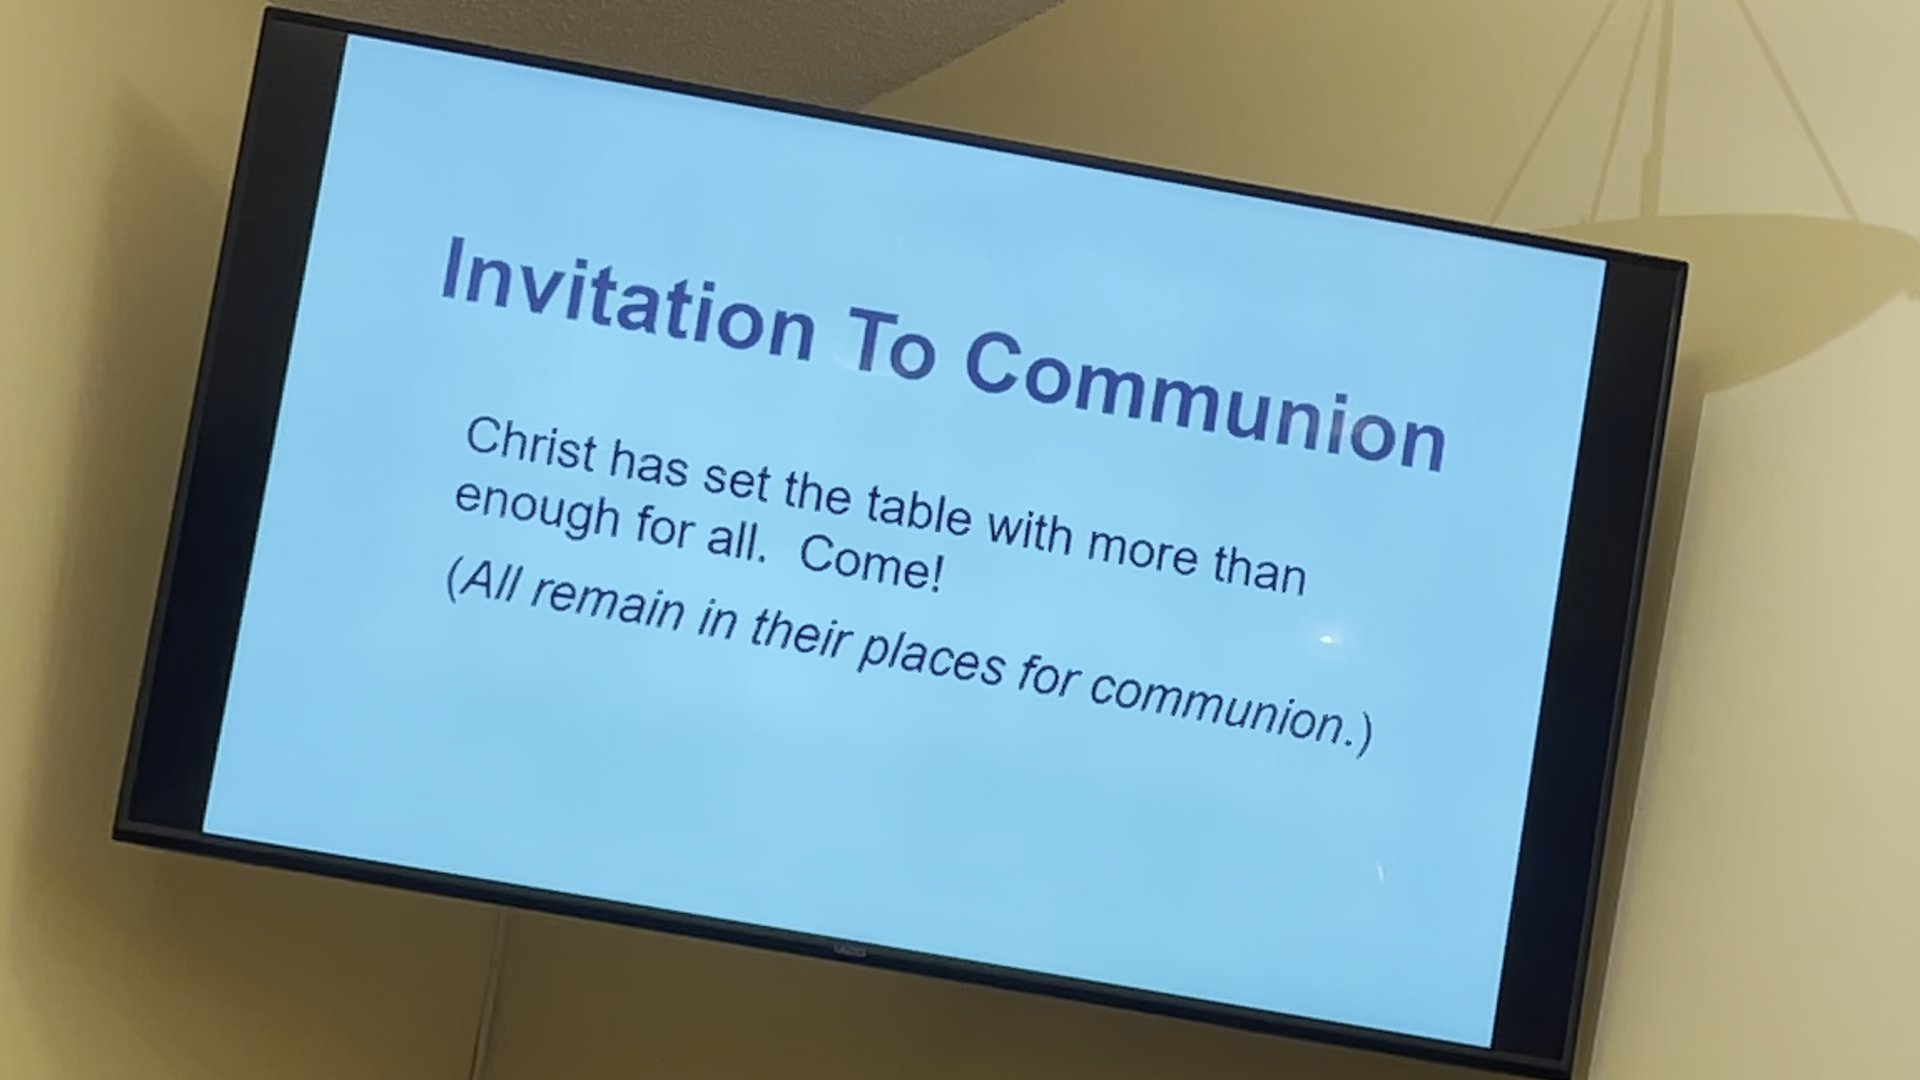 Invitation To Communion
Christ has set the table with more than
enough for all.  Come!
(All remain in their places for communion.)
VIZIO